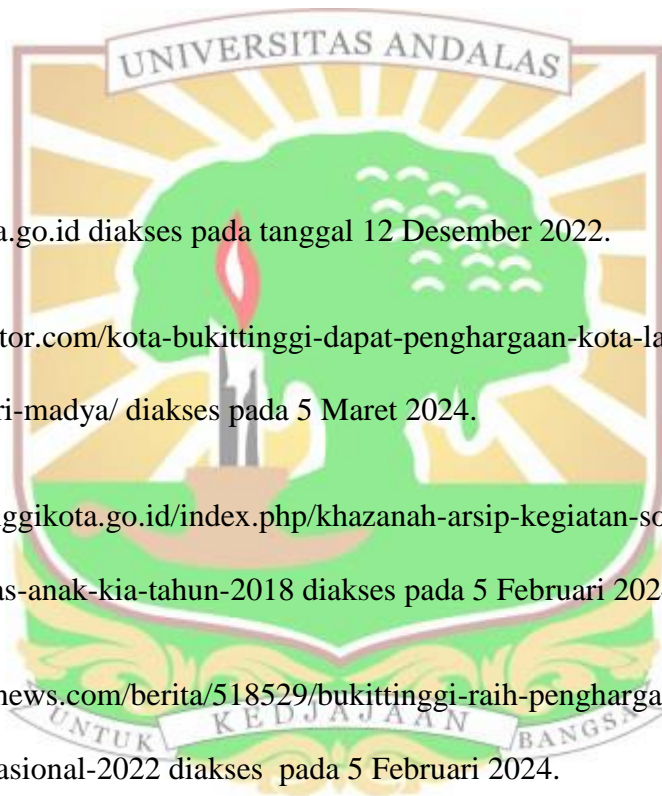 UNIVERSITAS ANDALAS
a.go.id diakses pada tanggal 12 Desember 2022.
tor.com/kota-bukittinggi-dapat-penghargaan-kota-la
ri-madya/ diakses pada 5 Maret 2024.
nggikota.go.id/index.php/khazanah-arsip-kegiatan-so
as-anak-kia-tahun-2018 diakses pada 5 Februari 202
news.com/berita/518529/bukittinggi-raih-pengharga
UNTUK KEDJAJAAN BANGSA
asional-2022 diakses  pada 5 Februari 2024.